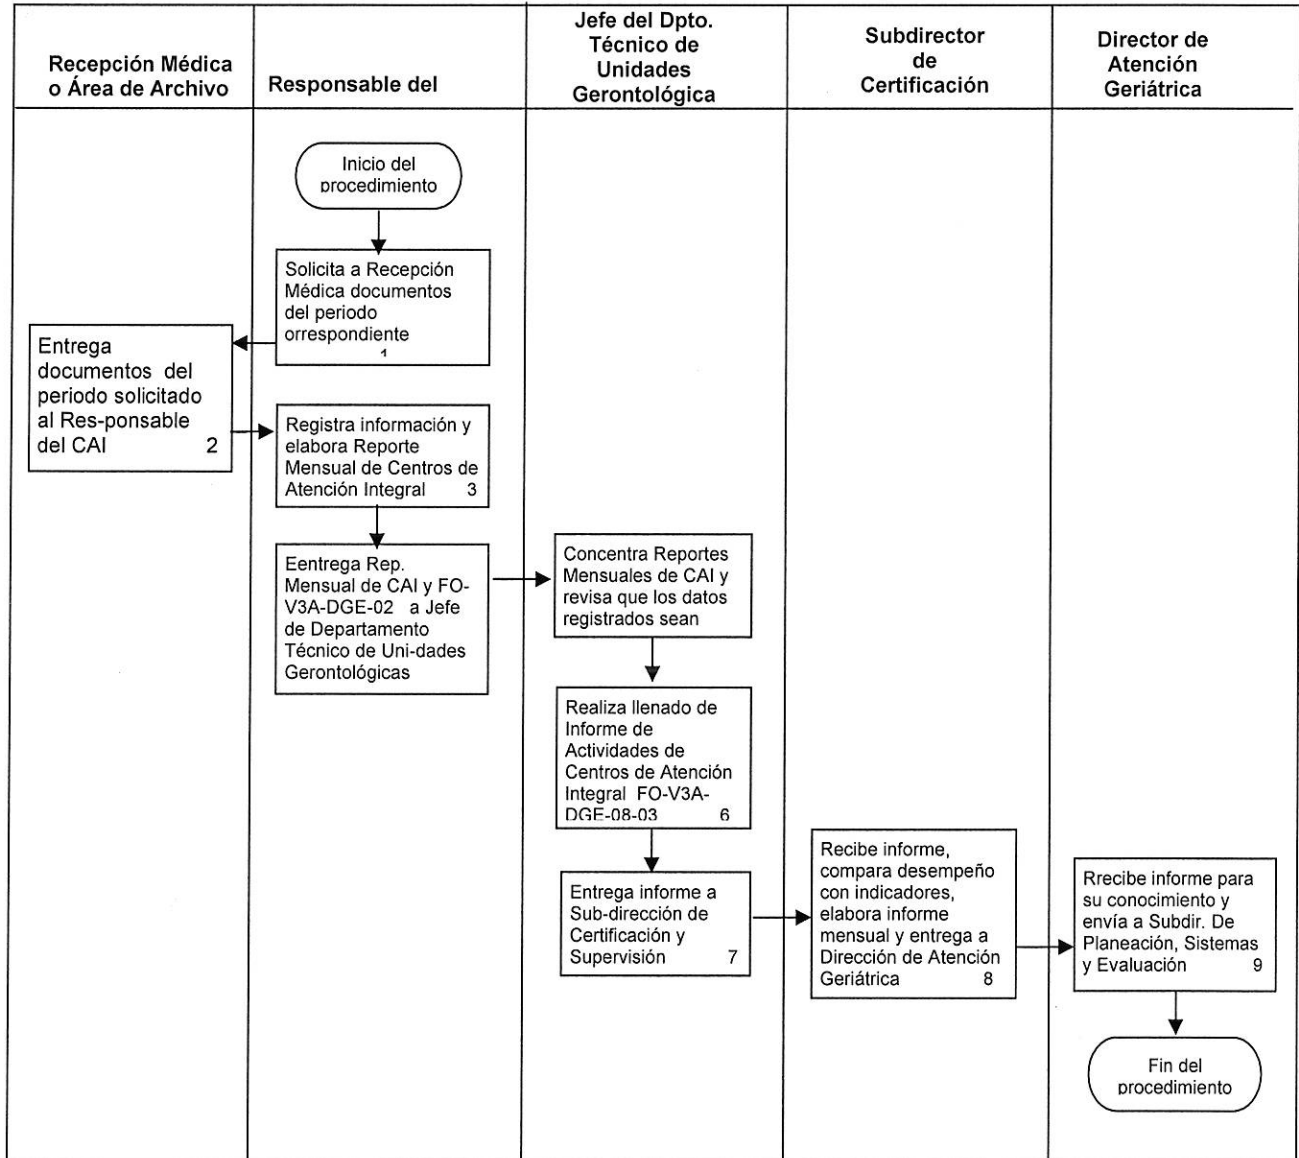 Recepción Médica
o Área de Archivo
Responsable del
Jefe del Dpto.
Técnico de
Unidades
Gerontológica
Subdirector
de
Certificación
Director de
Atención
Geriátrica
Inicio del
procedimiento
Solicita a Recepción
Médica documentos
del periodo
orrespondiente
1
Entrega
documentos del
periodo solicitado
al Res-ponsable
del CAI 2
Registra información y
elabora Reporte
Mensual de Centros de
Atención Integral 3
Eentrega Rep.
Mensual de CAI y FO-
V3A-DGE-02 a Jefe
de Departamento
Técnico de Uni-dades
Gerontológicas
Concentra Reportes
Mensuales de CAI y
revisa que los datos
registrados sean
Realiza llenado de
Informe de
Actividades de
Centros de Atención
Integral FO-V3A-
DGE-08-03 6
Entrega informe a
Sub-dirección de
Certificación y
Supervisión 7
Recibe informe,
compara desempeño
con indicadores,
elabora informe
mensual y entrega a
Dirección de Atención
Geriátrica 8
Rrecibe informe para
su conocimiento y
envía a Subdir. De
Planeación, Sistemas
y Evaluación 9
Fin del
procedimiento